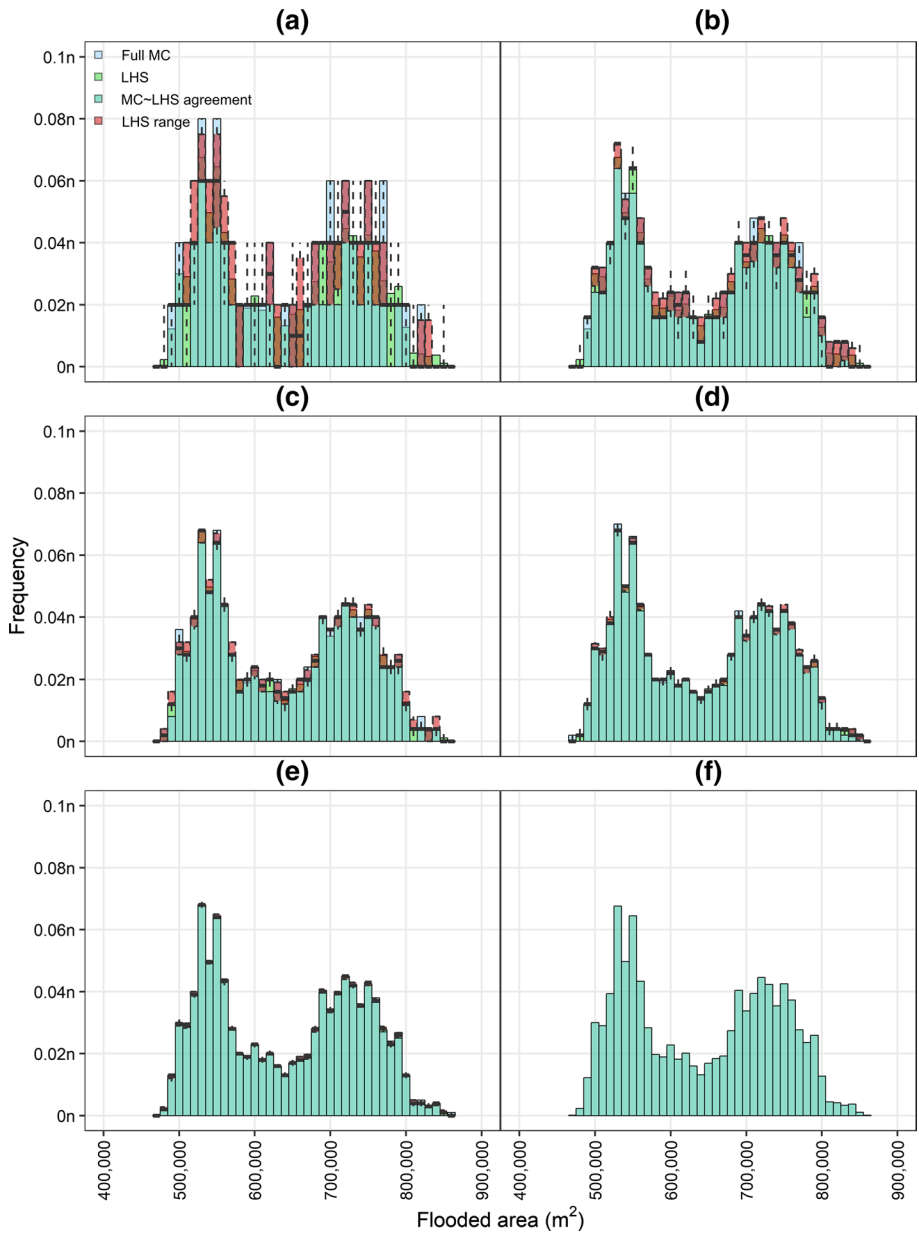 (a)
(b)
0.1n
Full MC
LHS
MC~LHS agreement
LHS range
0.08n
0.06n
0.04n
0.02n
0n
(c)
(d)
0.1n
0.08n
0.06n
0.04n
0.02n
0n
Frequency
(e)
(f)
0.1n
0.08n
0.06n
0.04n
0.02n
0n
400,000
500,000
600,000
700,000
800,000
900,000
400,000
500,000
600,000
700,000
800,000
900,000
Flooded area (m²)